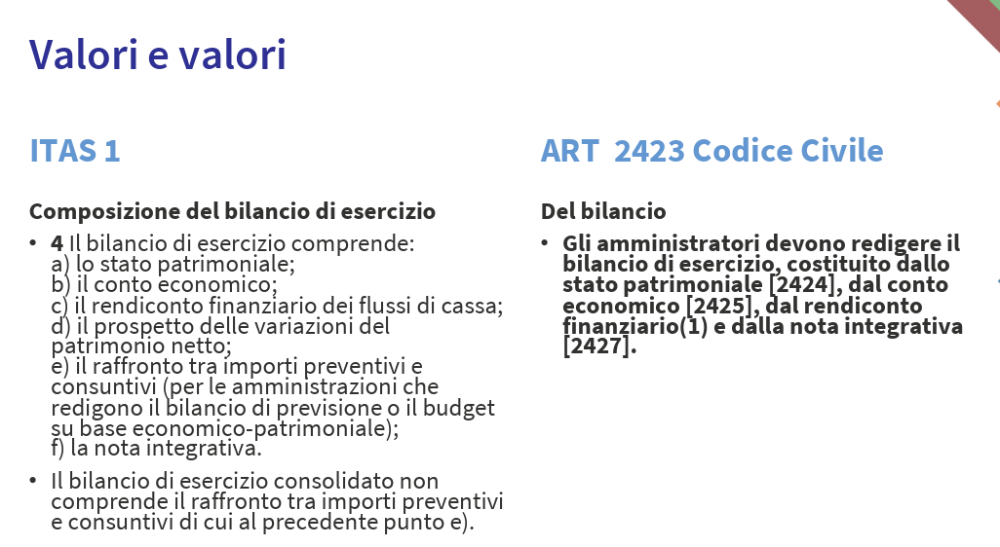 Valori e valori
ITAS 1
Composizione del bilancio di esercizio
• 4 Il bilancio di esercizio comprende:
a) lo stato patrimoniale;
b) il conto economico;
c) il rendiconto finanziario dei flussi di cassa;
d) il prospetto delle variazioni del
patrimonio netto;
e) il raffronto tra importi preventivi e
consuntivi (per le amministrazioni che
redigono il bilancio di previsione o il budget
su base economico-patrimoniale);
f) la nota integrativa.
• Il bilancio di esercizio consolidato non
comprende il raffronto tra importi preventivi
e consuntivi di cui al precedente punto e).
ART  2423 Codice Civile
Del bilancio
• Gli amministratori devono redigere il
bilancio di esercizio, costituito dallo
stato patrimoniale [2424], dal conto
economico [2425], dal rendiconto
finanziario(1) e dalla nota integrativa
[2427].